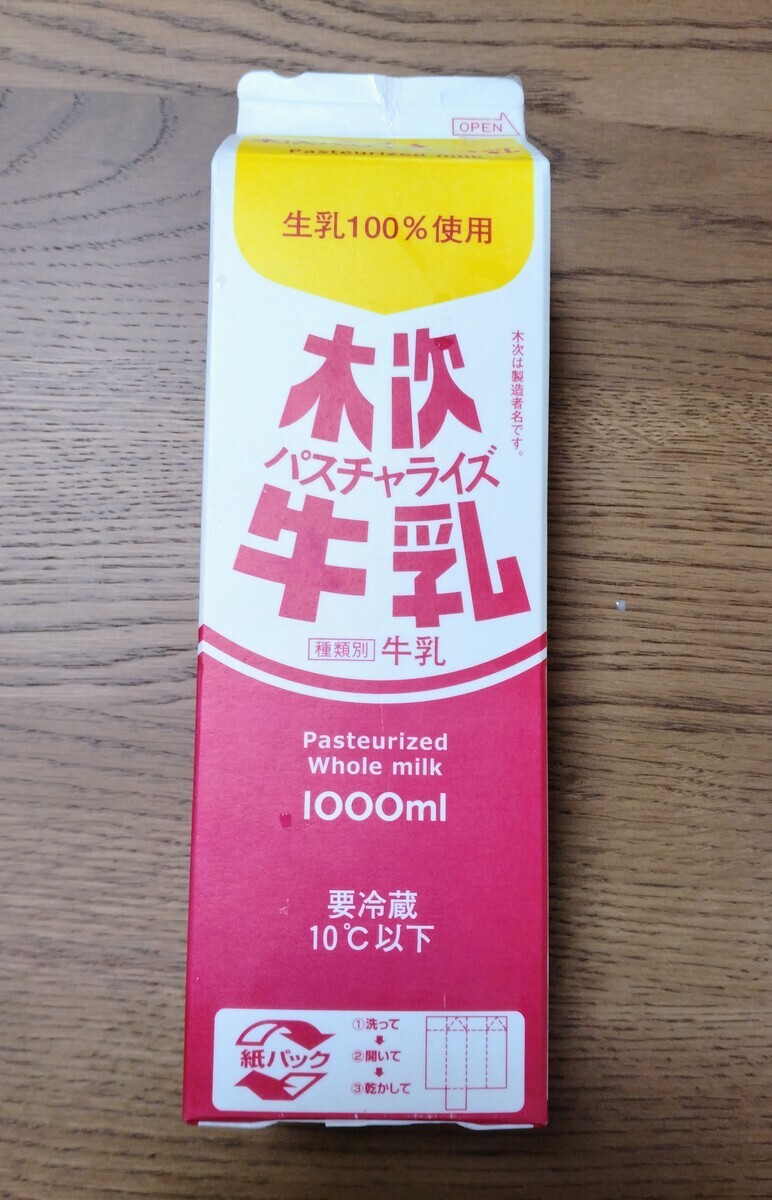 OPEN
Pasteurized milk
生乳100%使用
木次
パスチャライズ
牛乳
木次は製造者名です。
種類別 牛乳
Pasteurized
Whole milk
1000ml
要冷蔵
10℃以下
紙パック
①洗って
②開いて
③乾かして